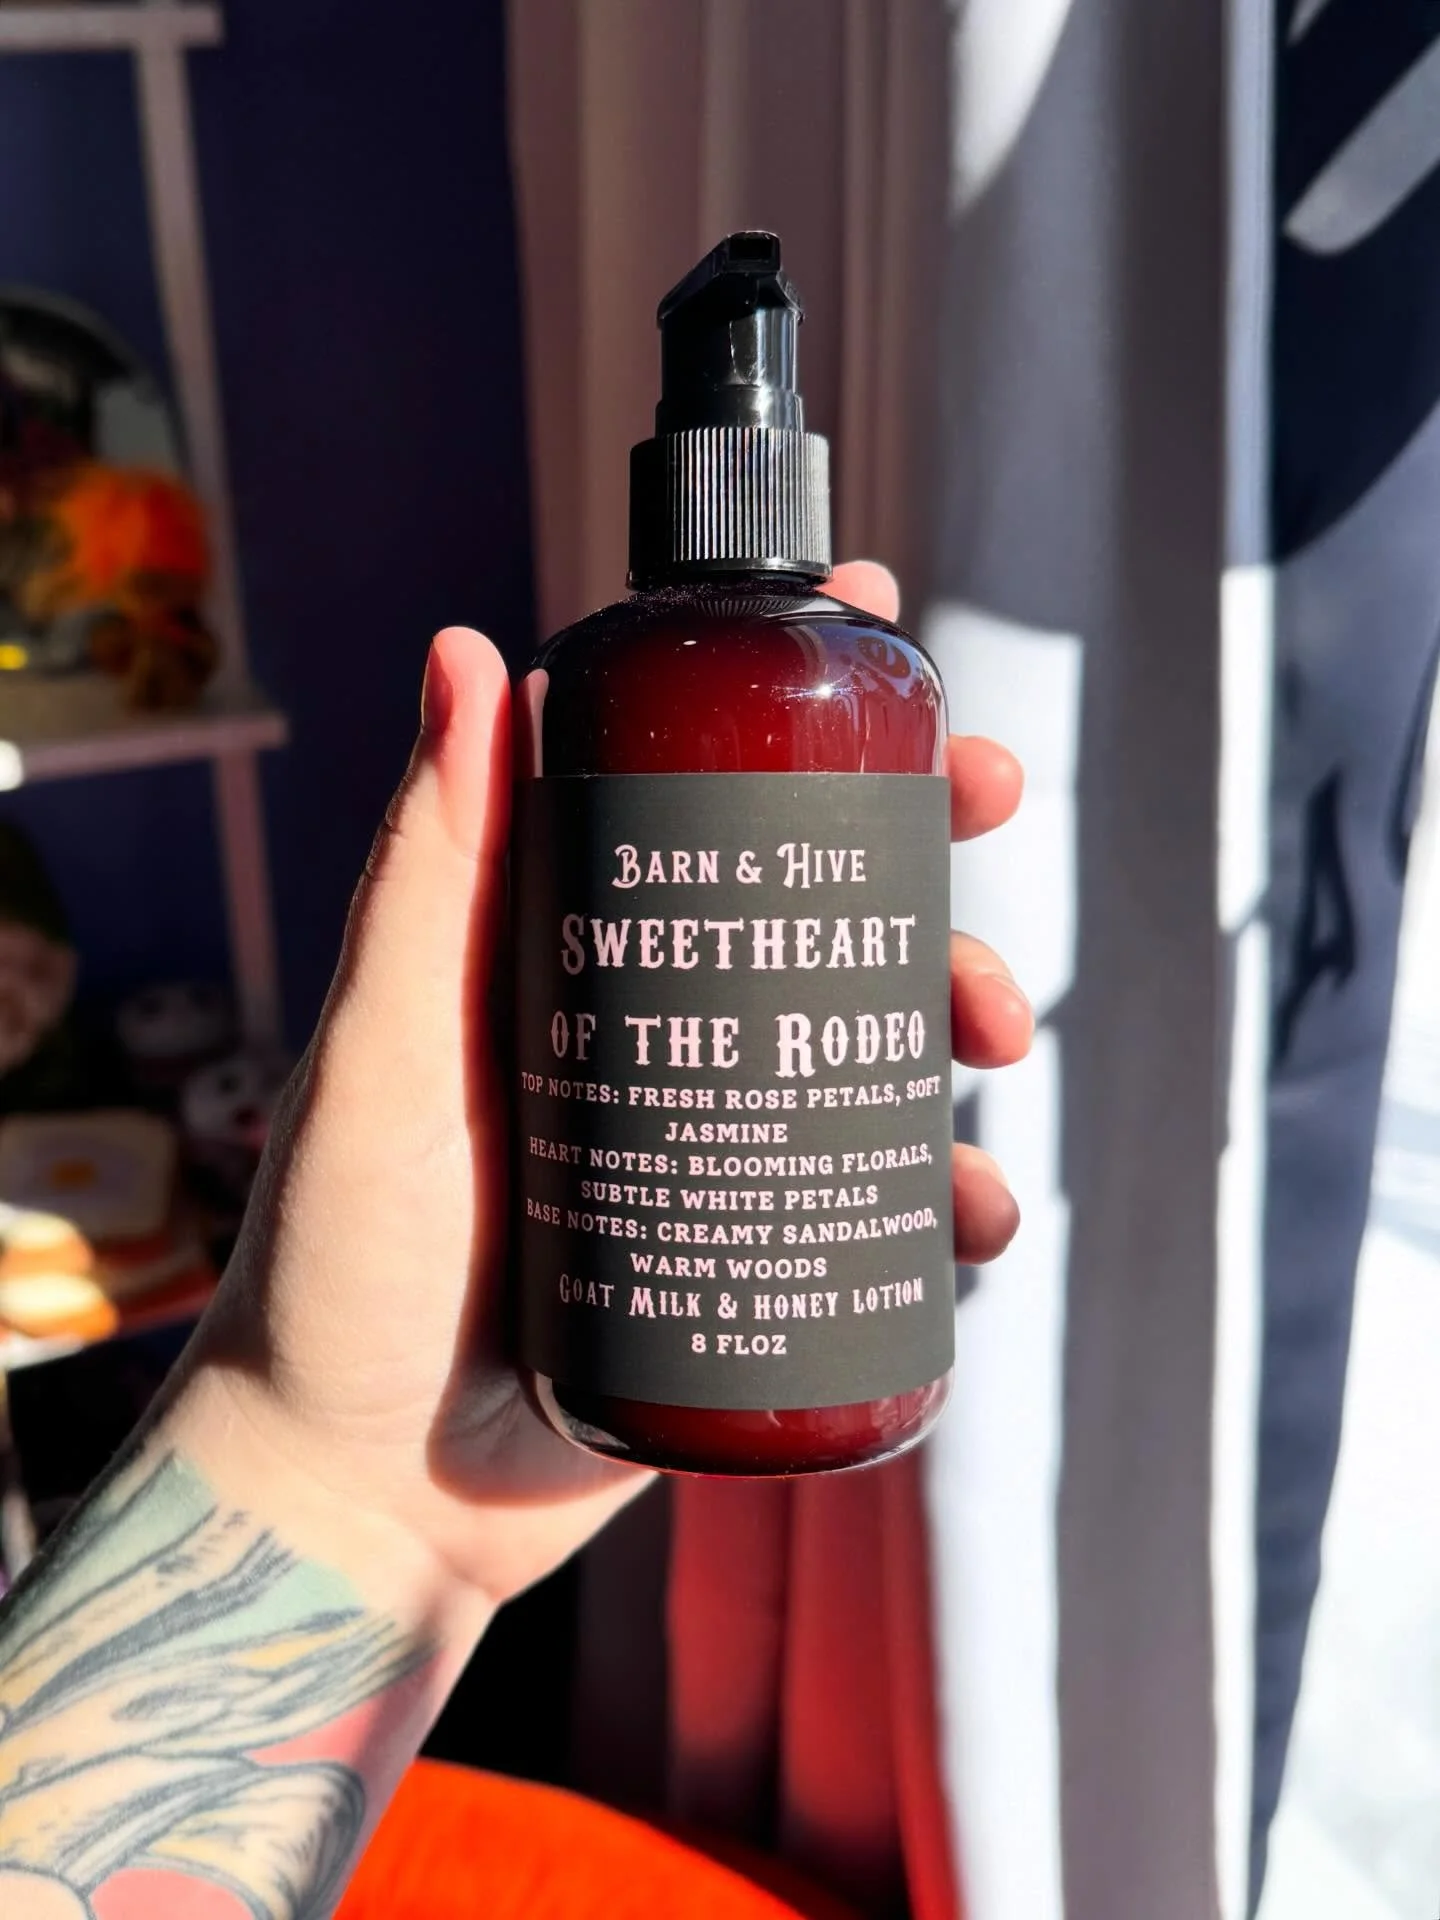 Barn & Hive
Sweetheart
of the Rodeo
TOP NOTES: FRESH ROSE PETALS, SOFT
JASMINE
HEART NOTES: BLOOMING FLORALS,
SUBTLE WHITE PETALS
BASE NOTES: CREAMY SANDALWOOD,
WARM WOODS
Goat Milk & Honey Lotion
8 FLOZ